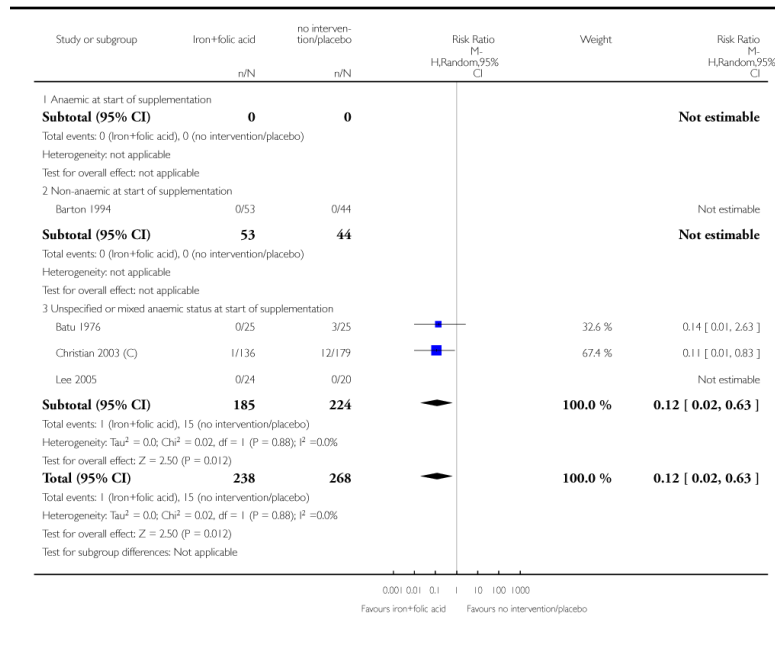 Study or subgroup Iron+folic acid no interven-tion/placebo Risk Ratio Weight Risk Ratio
n/N n/N M-H,Random,95% CI M-H,Random,95% CI
1 Anaemic at start of supplementation
Subtotal (95% CI) 0 0 Not estimable
Total events: 0 (Iron+folic acid), 0 (no intervention/placebo)
Heterogeneity: not applicable
Test for overall effect: not applicable
2 Non-anaemic at start of supplementation
Barton 1994 0/53 0/44 Not estimable
Subtotal (95% CI) 53 44 Not estimable
Total events: 0 (Iron+folic acid), 0 (no intervention/placebo)
Heterogeneity: not applicable
Test for overall effect: not applicable
3 Unspecified or mixed anaemic status at start of supplementation
Batu 1976 0/25 3/25 32.6 % 0.14 [ 0.01, 2.63 ]
Christian 2003 (C) 1/136 12/179 67.4 % 0.11 [ 0.01, 0.83 ]
Lee 2005 0/24 0/20 Not estimable
Subtotal (95% CI) 185 224 100.0 % 0.12 [ 0.02, 0.63 ]
Total events: 1 (Iron+folic acid), 15 (no intervention/placebo)
Heterogeneity: Tau² = 0.0; Chi² = 0.02, df = 1 (P = 0.88); I² =0.0%
Test for overall effect: Z = 2.50 (P = 0.012)
Total (95% CI) 238 268 100.0 % 0.12 [ 0.02, 0.63 ]
Total events: 1 (Iron+folic acid), 15 (no intervention/placebo)
Heterogeneity: Tau² = 0.0; Chi² = 0.02, df = 1 (P = 0.88); I² =0.0%
Test for overall effect: Z = 2.50 (P = 0.012)
Test for subgroup differences: Not applicable
0.001 0.01 0.1 1 10 100 1000
Favours iron+folic acid Favours no intervention/placebo